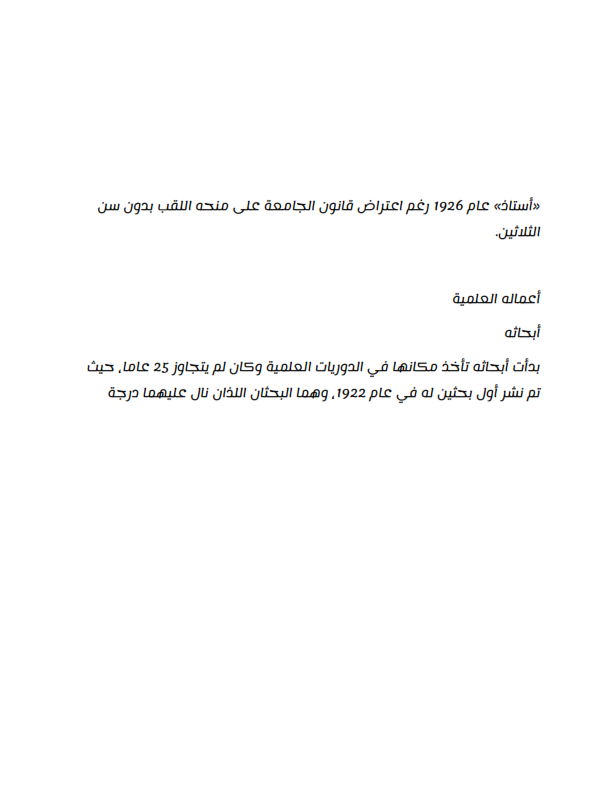 «أستاذ» عام 1926 رغم اعتراض قانون الجامعة على منحه اللقب بدون سن
الثلاثين.
أعماله العلمية
أبحاثه
بدأت أبحاثه تأخذ مكانها في الدوريات العلمية وكان لم يتجاوز 25 عاما، حيث
تم نشر أول بحثين له في عام 1922، وهما البحثان اللذان نال عليهما درجة